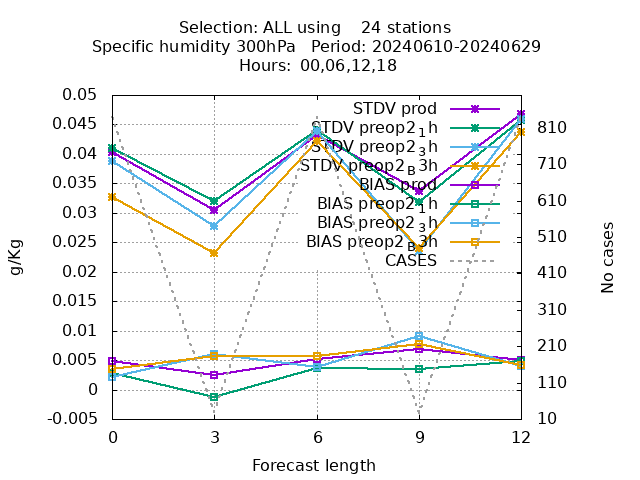 Selection: ALL using    24 stations
Specific humidity 300hPa   Period: 20240610-20240629
Hours: 00,06,12,18
0.05
0.045
0.04
0.035
0.03
0.025
0.02
0.015
0.01
0.005
0
-0.005
g/Kg
STDV prod
STDV preop2_1h
STDV preop2_3h
STDV preop2_B3h
BIAS prod
BIAS preop2_1h
BIAS preop2_3h
BIAS preop2_B3h
CASES
810
710
610
510
410
310
210
110
10
No cases
0 3 6 9 12
Forecast length